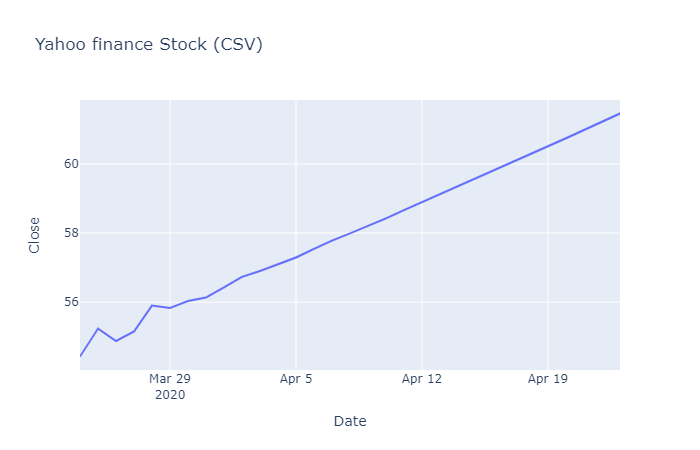 Yahoo finance Stock (CSV)
Close
60
58
56
Mar 29
2020
Apr 5
Apr 12
Apr 19
Date